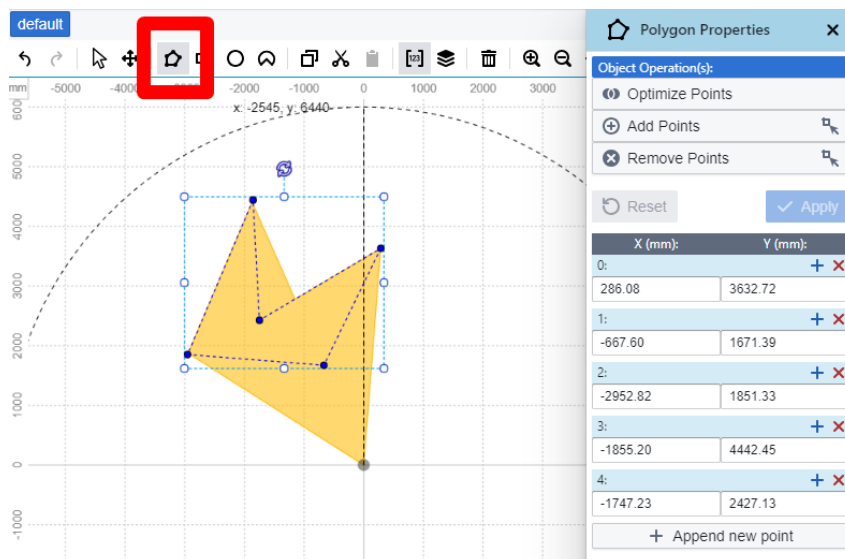 default
Polygon Properties
Object Operation(s):
Optimize Points
Add Points
Remove Points
Reset
Apply
X (mm):
Y (mm):
0:
286.08
3632.72
1:
-667.60
1671.39
2:
-2952.82
1851.33
3:
-1855.20
4442.45
4:
-1747.23
2427.13
Append new point
[123]
mm
-5000
-2000
-1000
0
1000
2000
3000
x: -2545, y: 6440
5000
4000
3000
2000
1000
0
-1000